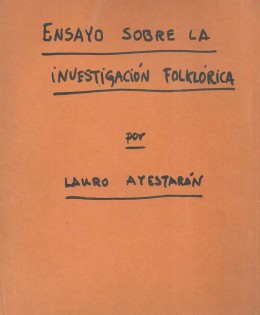 ENSAYO SOBRE LA
INVESTIGACIÓN FOLKLÓRICA
por
LAURO AYESTARÁN